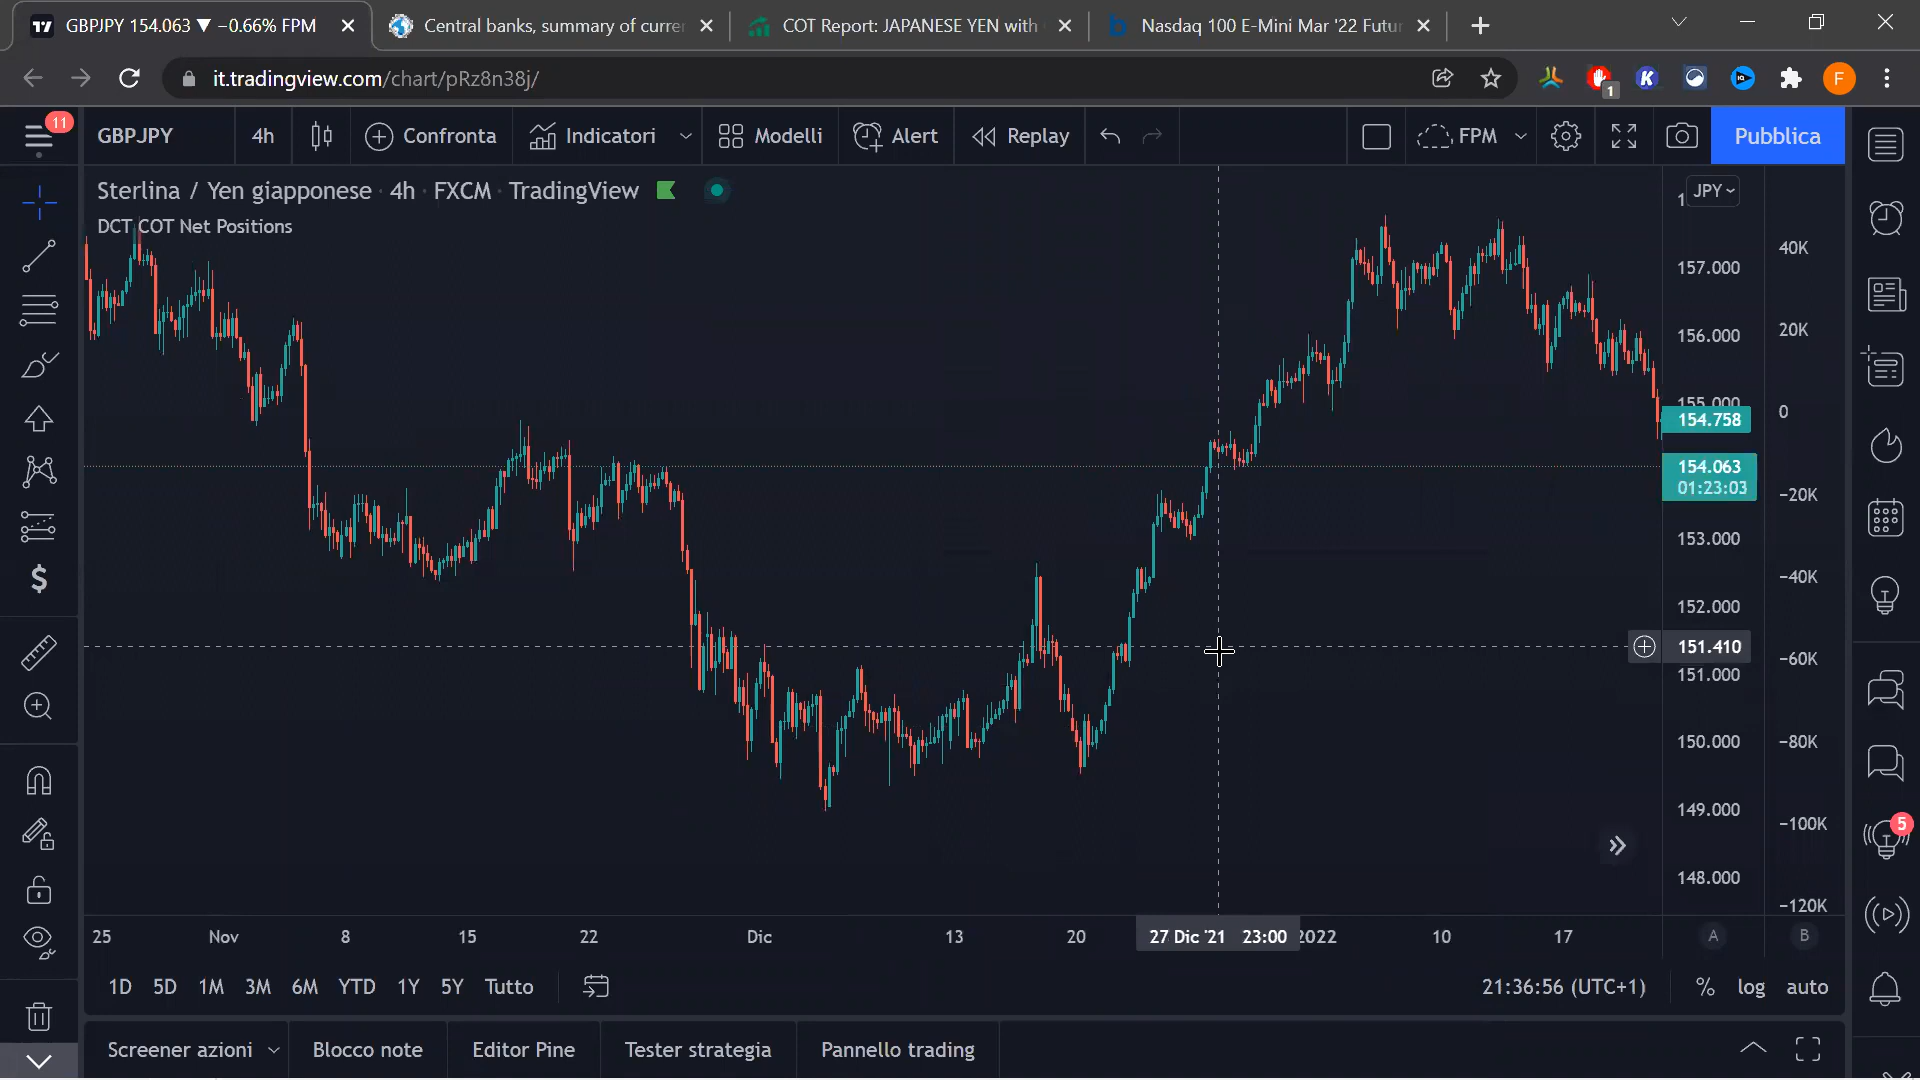 GBPJPY 154.063 ▼ −0.66% FPM
Central banks, summary of currer
COT Report: JAPANESE YEN with
Nasdaq 100 E-Mini Mar '22 Futur
it.tradingview.com/chart/pRz8n38j/
1
F
11
GBPJPY
4h
Confronta
Indicatori
Modelli
Alert
Replay
FPM
Pubblica
Sterlina / Yen giapponese · 4h · FXCM · TradingView
JPY
DCT COT Net Positions
157.000
156.000
155.000
154.758
154.063
01:23:03
153.000
152.000
151.410
151.000
150.000
149.000
148.000
40K
20K
0
−20K
−40K
−60K
−80K
−100K
−120K
5
25
Nov
8
15
22
Dic
13
20
27 Dic '21 23:00
2022
10
17
A
B
1D 5D 1M 3M 6M YTD 1Y 5Y Tutto
21:36:56 (UTC+1)
% log auto
Screener azioni
Blocco note
Editor Pine
Tester strategia
Pannello trading